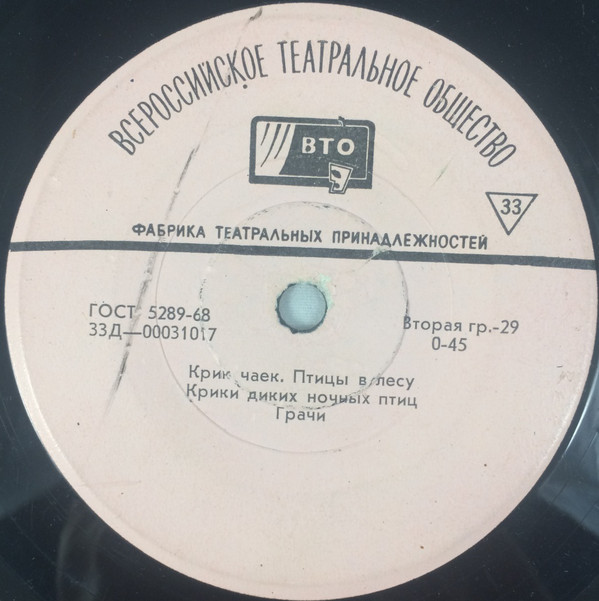 ВСЕРОССИЙСКОЕ ТЕАТРАЛЬНОЕ ОБЩЕСТВО
ВТО
33
ФАБРИКА ТЕАТРАЛЬНЫХ ПРИНАДЛЕЖНОСТЕЙ
ГОСТ 5289-68
33Д—00031017
Вторая гр.-29
0-45
Крик чаек. Птицы в лесу
Крики диких ночных птиц
Грачи